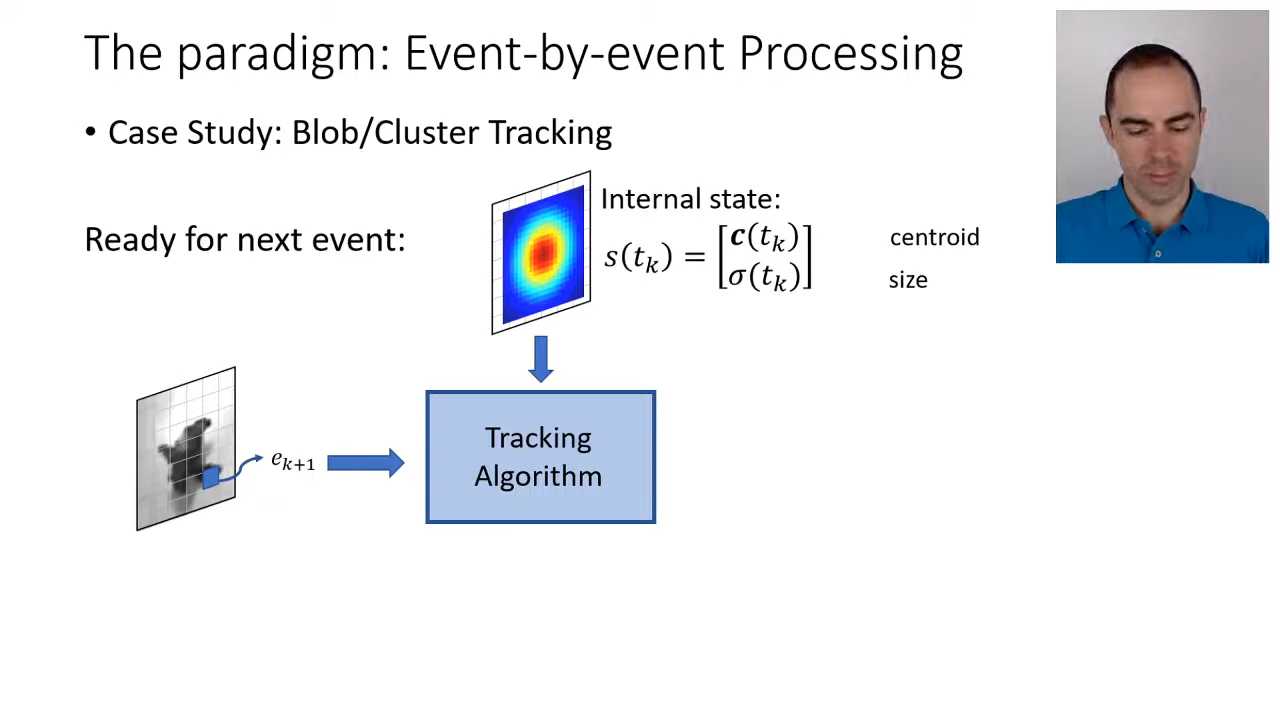 The paradigm: Event-by-event Processing
• Case Study: Blob/Cluster Tracking
Ready for next event:
Internal state:
s(t_k) = [c(t_k) σ(t_k)]
centroid
size
e_{k+1}
Tracking
Algorithm